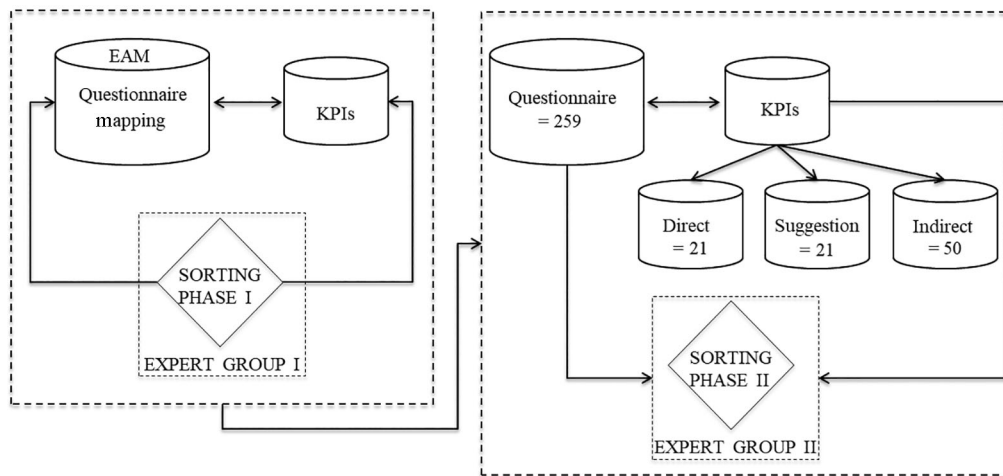 EAM
Questionnaire
mapping
KPIs
SORTING
PHASE I
EXPERT GROUP I
Questionnaire
= 259
KPIs
Direct
= 21
Suggestion
= 21
Indirect
= 50
SORTING
PHASE II
EXPERT GROUP II